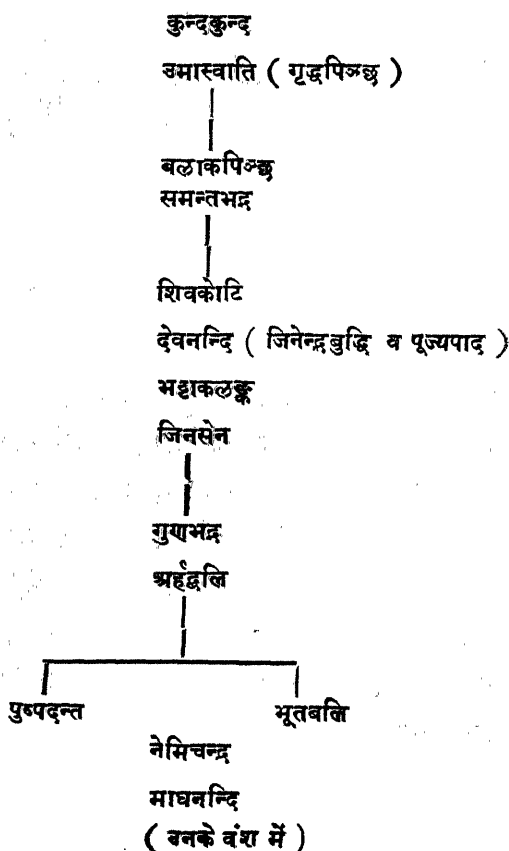 कुन्दकुन्द
उमास्वाति ( गृद्धपिञ्छ )
बलाकपिञ्छ
समन्तभद्र
शिवकोटि
देवनन्दि ( जिनेन्द्रबुद्धि व पूज्यपाद )
भट्टाकलङ्क
जिनसेन
गुणभद्र
अर्हद्बलि
पुष्पदन्त भूतबलि
नेमिचन्द्र
माघनन्दि
( उनके वंश में )